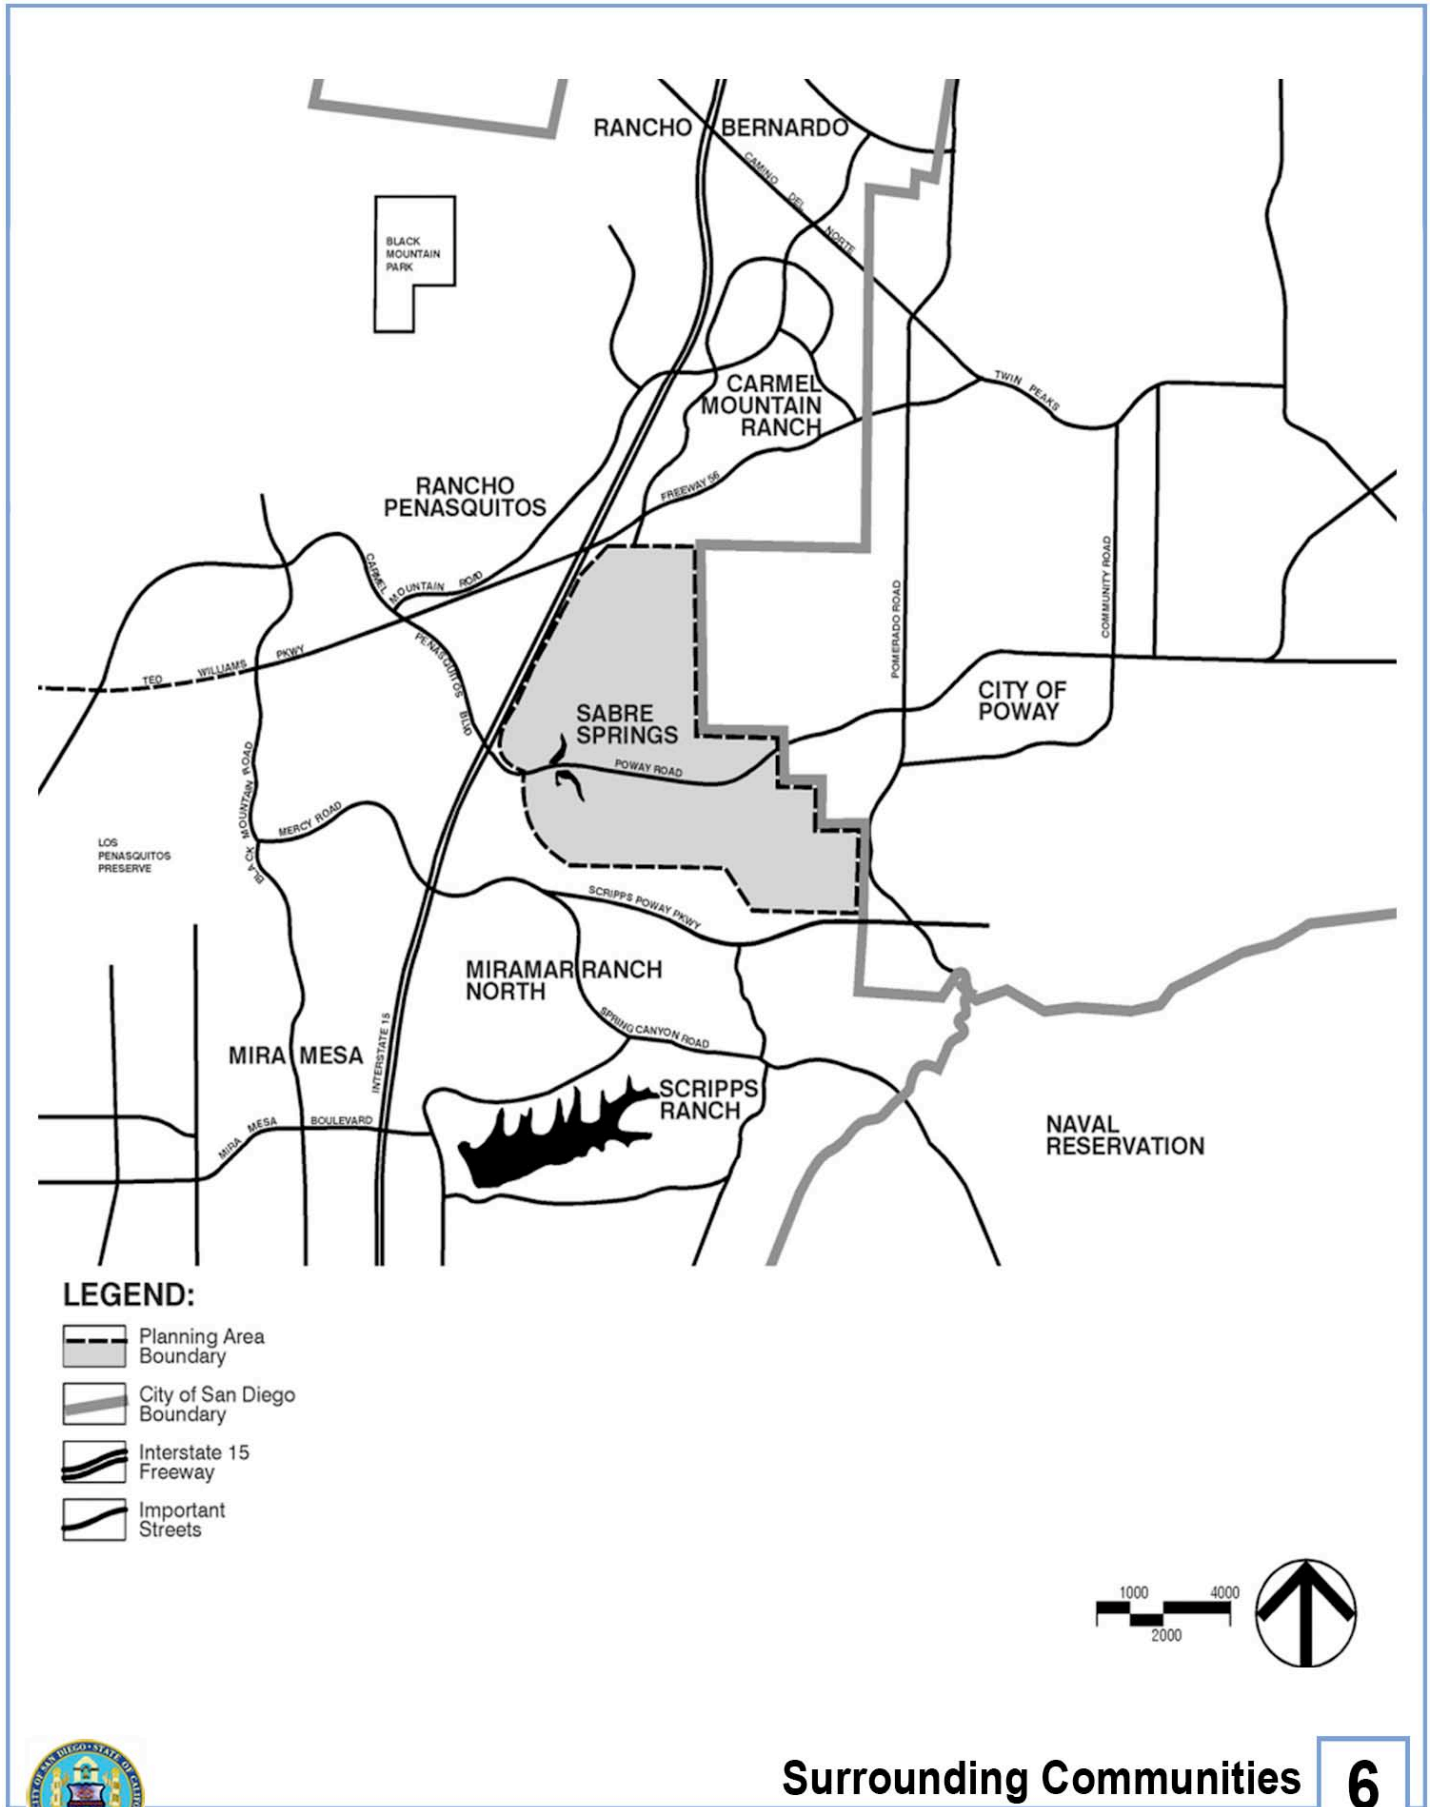 RANCHO BERNARDO
CAMINO DEL NORTE
BLACK
MOUNTAIN
PARK
CARMEL
MOUNTAIN
RANCH
TWIN PEAKS
FREEWAY 56
RANCHO
PENASQUITOS
CARMEL MOUNTAIN ROAD
PENASQUITOS BLVD
TED WILLIAMS PKWY
POMERADO ROAD
COMMUNITY ROAD
CITY OF
POWAY
SABRE
SPRINGS
POWAY ROAD
BLACK MOUNTAIN ROAD
MERCY ROAD
LOS
PENASQUITOS
PRESERVE
SCRIPPS POWAY PKWY
MIRAMAR RANCH
NORTH
SPRING CANYON ROAD
INTERSTATE 15
MIRA MESA
MIRA MESA BOULEVARD
SCRIPPS
RANCH
NAVAL
RESERVATION
LEGEND:
Planning Area
Boundary
City of San Diego
Boundary
Interstate 15
Freeway
Important
Streets
1000 4000
2000
Surrounding Communities 6